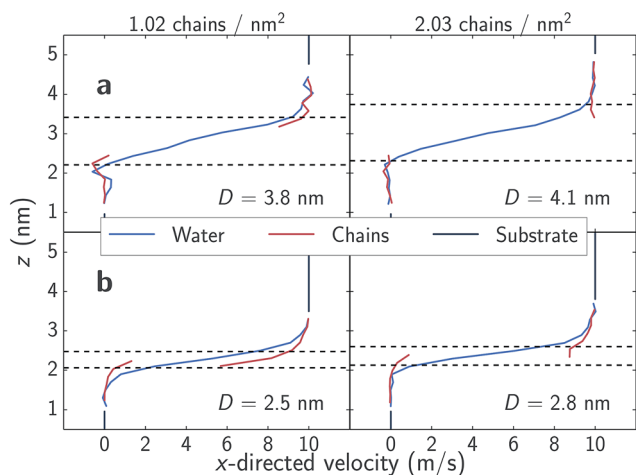 1.02 chains / nm²
2.03 chains / nm²
5
4
3
2
1
a
D = 3.8 nm
D = 4.1 nm
z (nm)
Water
Chains
Substrate
5
4
3
2
1
b
D = 2.5 nm
D = 2.8 nm
0 2 4 6 8 10
0 2 4 6 8 10
x-directed velocity (m/s)